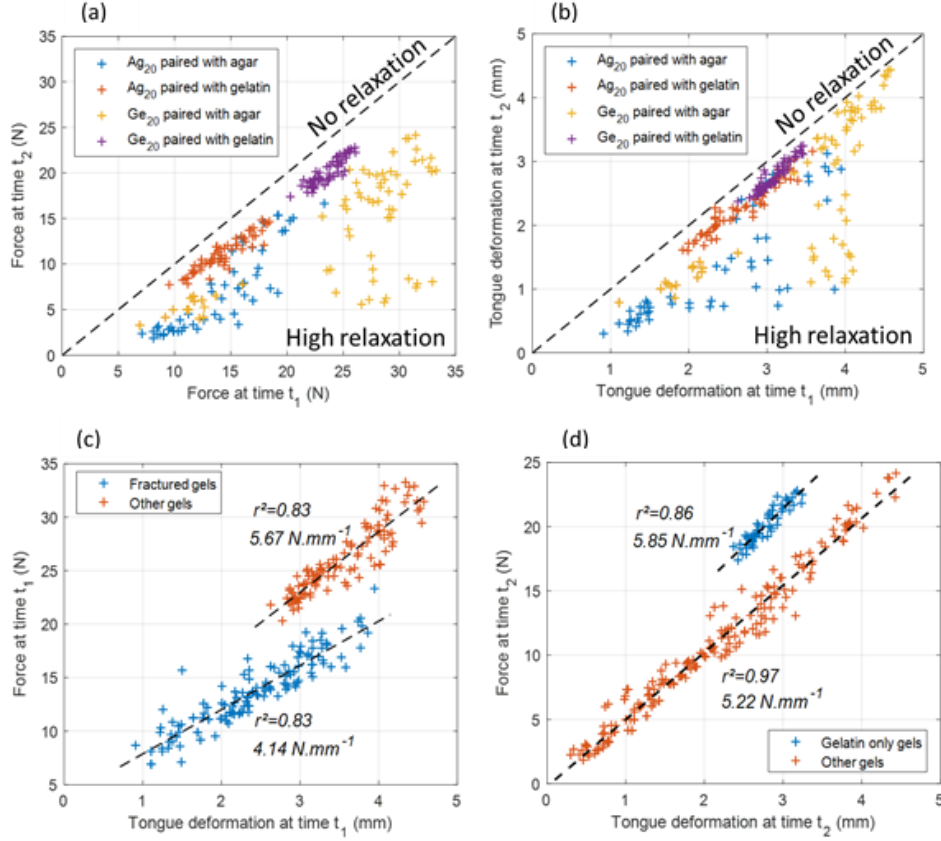 (a)
35
30
25
20
15
10
5
0
Force at time t₂ (N)
Ag₂₀ paired with agar
Ag₂₀ paired with gelatin
Ge₂₀ paired with agar
Ge₂₀ paired with gelatin
No relaxation
High relaxation
0 5 10 15 20 25 30 35
Force at time t₁ (N)
(b)
5
4
3
2
1
0
Tongue deformation at time t₂ (mm)
Ag₂₀ paired with agar
Ag₂₀ paired with gelatin
Ge₂₀ paired with agar
Ge₂₀ paired with gelatin
No relaxation
High relaxation
0 1 2 3 4 5
Tongue deformation at time t₁ (mm)
(c)
35
30
25
20
15
10
5
Force at time t₁ (N)
Fractured gels
Other gels
r²=0.83
5.67 N.mm⁻¹
r²=0.83
4.14 N.mm⁻¹
0 1 2 3 4 5
Tongue deformation at time t₁ (mm)
(d)
25
20
15
10
5
0
Force at time t₂ (N)
r²=0.86
5.85 N.mm⁻¹
r²=0.97
5.22 N.mm⁻¹
Gelatin only gels
Other gels
0 1 2 3 4 5
Tongue deformation at time t₂ (mm)